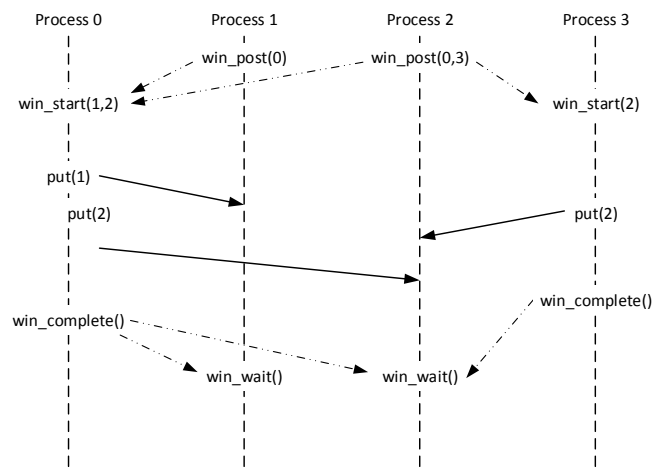 Process 0
Process 1
Process 2
Process 3
win_post(0)
win_post(0,3)
win_start(1,2)
win_start(2)
put(1)
put(2)
put(2)
win_complete()
win_complete()
win_wait()
win_wait()